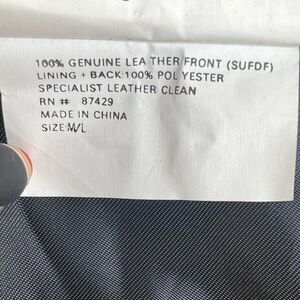 100% GENUINE LEA THER FRONT (SUFDF)
LINING + BACK:100% POL YESTER
SPECIALIST LEATHER CLEAN
RN # 87429
MADE IN CHINA
SIZE:M/L